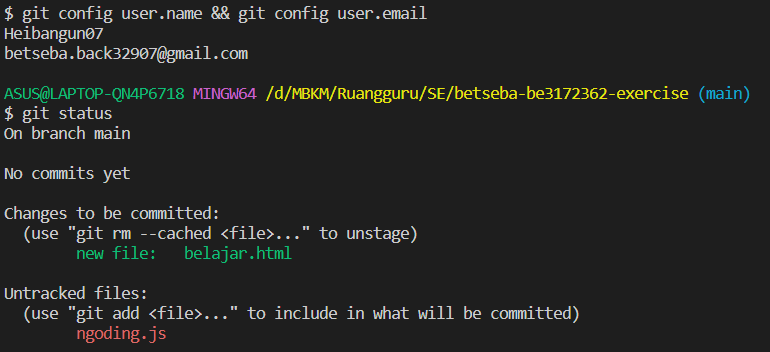 $ git config user.name && git config user.email
Heibangun07
betseba.back32907@gmail.com
ASUS@LAPTOP-QN4P6718 MINGW64 /d/MBKM/Ruangguru/SE/betseba-be3172362-exercise (main)
$ git status
On branch main
No commits yet
Changes to be committed:
  (use "git rm --cached <file>..." to unstage)
        new file:   belajar.html
Untracked files:
  (use "git add <file>..." to include in what will be committed)
        ngoding.js